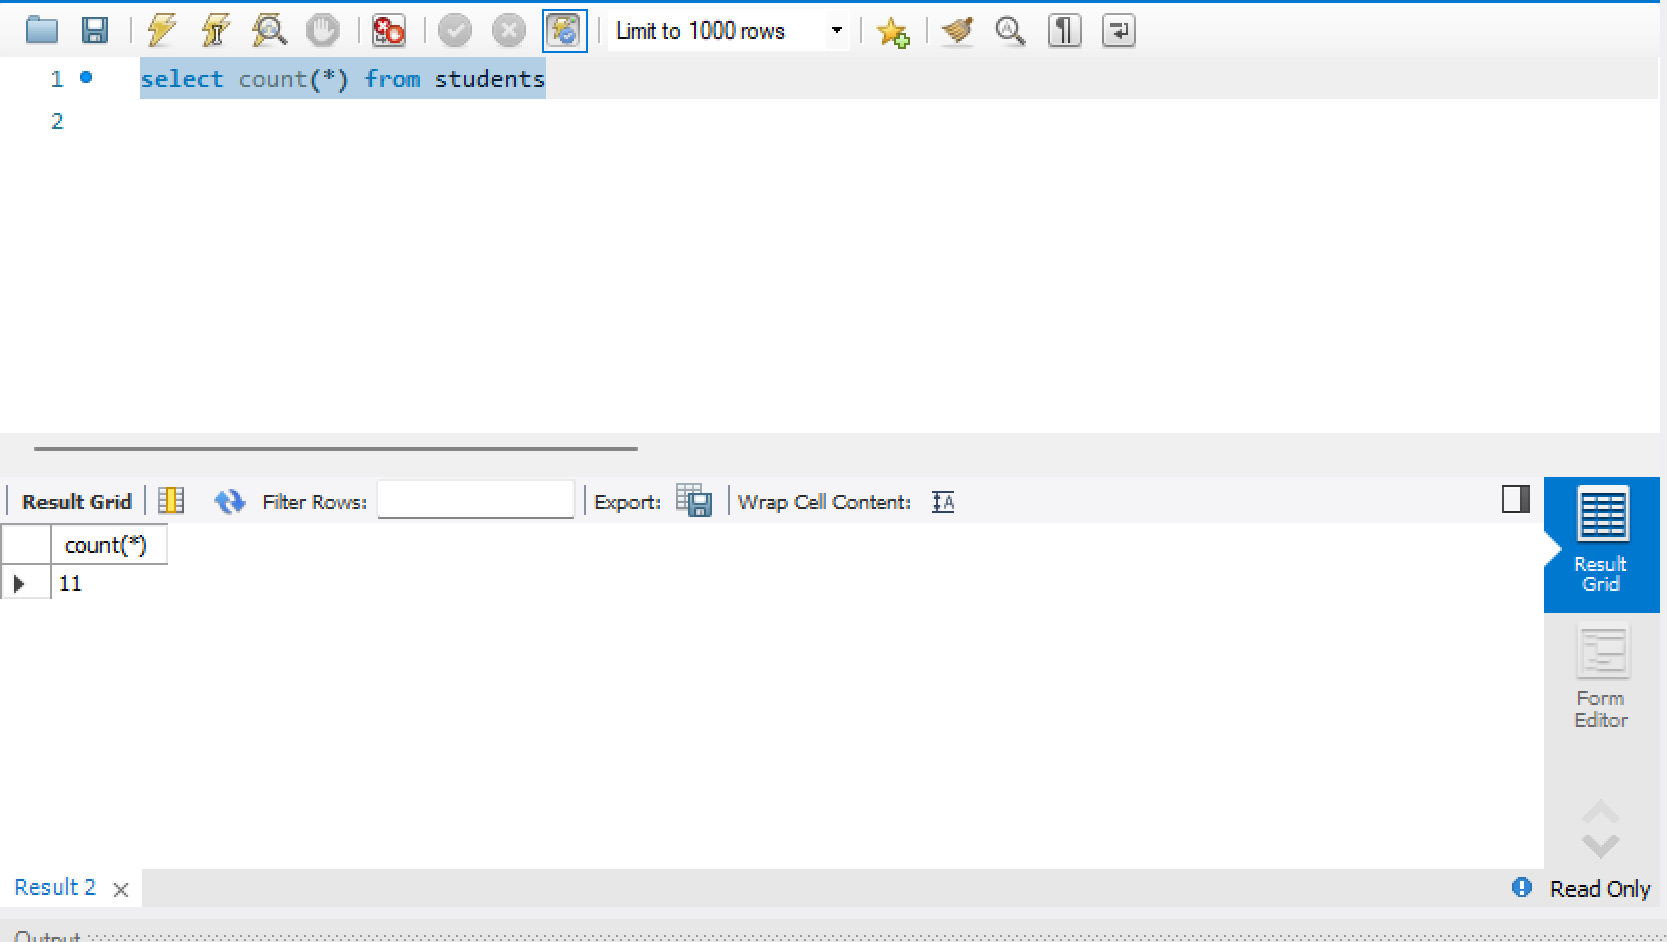 Limit to 1000 rows
1 select count(*) from students
2
Result Grid Filter Rows: Export: Wrap Cell Content:
count(*)
11
Result
Grid
Form
Editor
Result 2
Read Only
Output